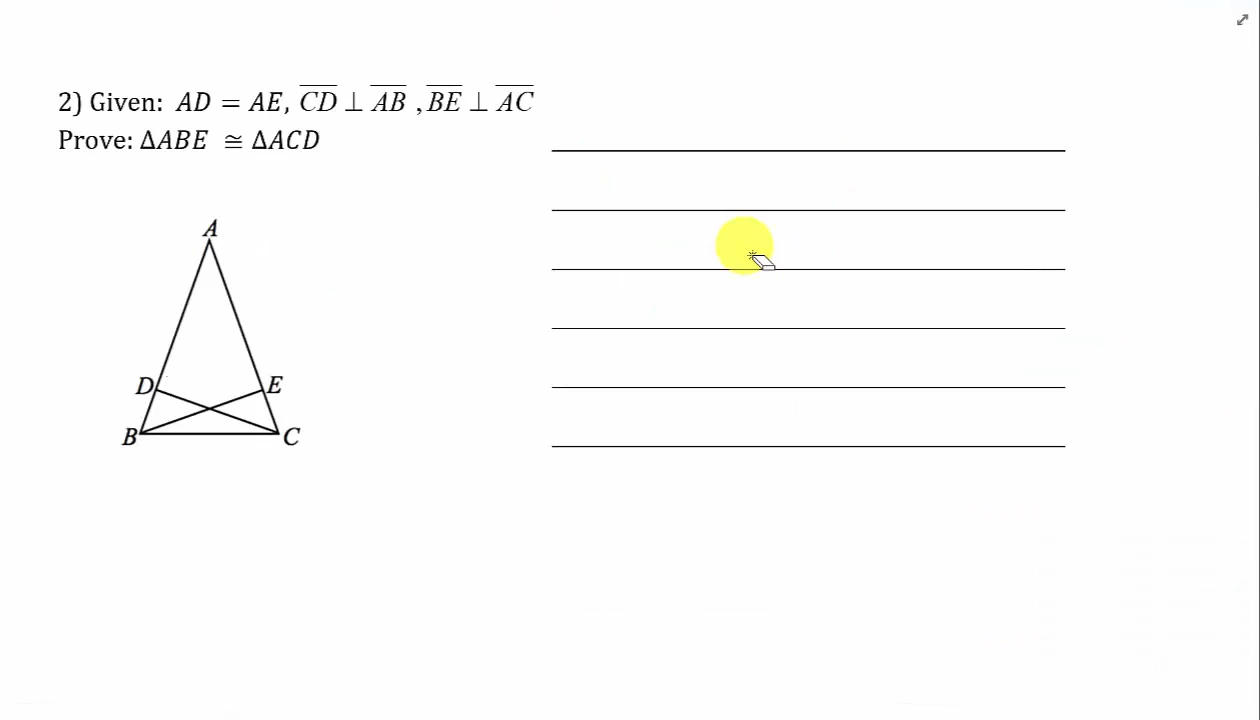 2) Given: AD = AE, CD ⊥ AB , BE ⊥ AC
Prove: ΔABE ≅ ΔACD
A
D E
B C